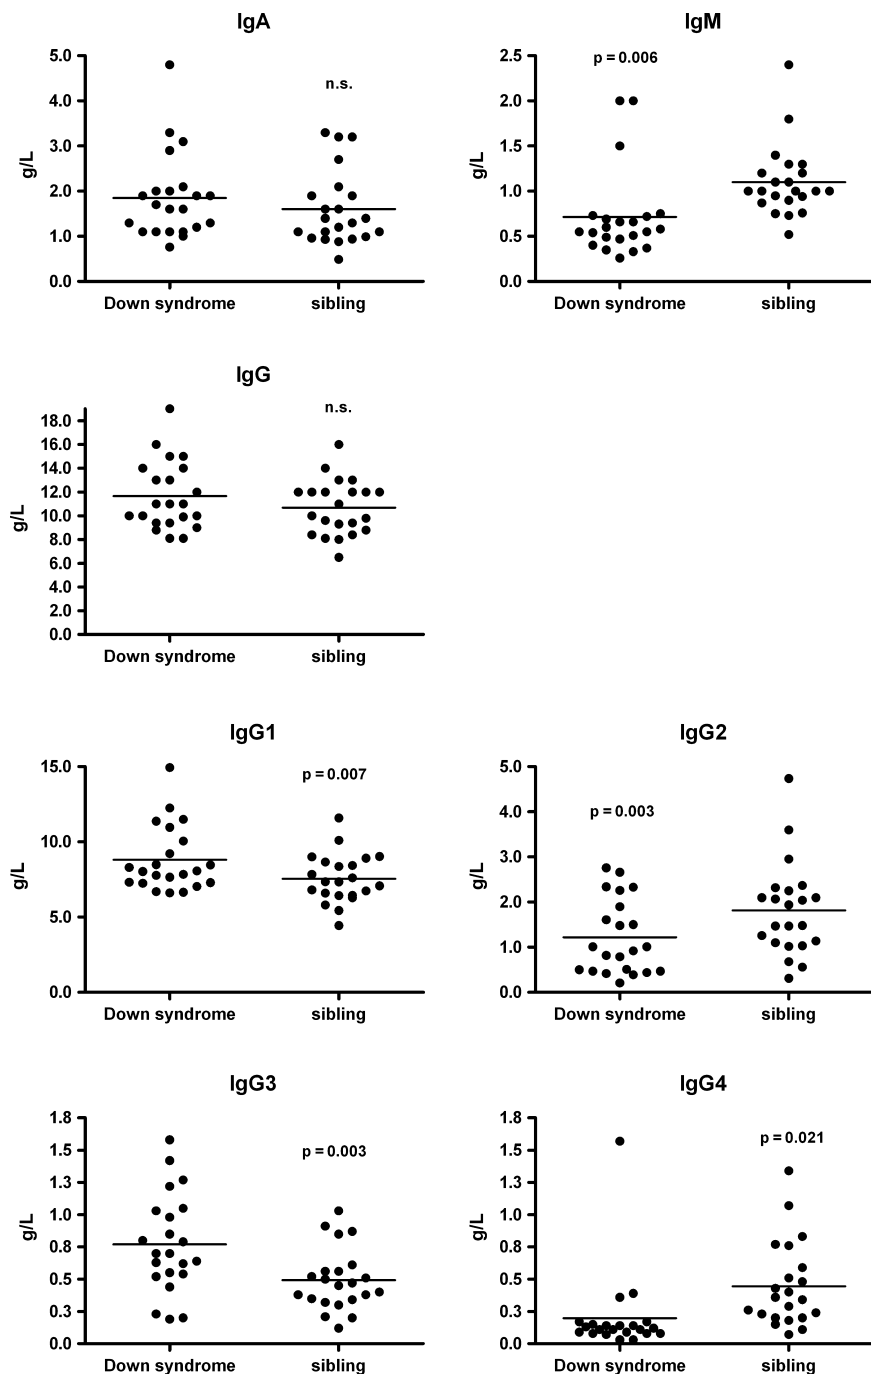 IgA
5.0
4.0
3.0
2.0
1.0
0.0
g/L
n.s.
Down syndrome
sibling
IgM
2.5
2.0
1.5
1.0
0.5
0.0
g/L
p = 0.006
Down syndrome
sibling
IgG
18.0
16.0
14.0
12.0
10.0
8.0
6.0
4.0
2.0
0.0
g/L
n.s.
Down syndrome
sibling
IgG1
15.0
10.0
5.0
0.0
g/L
p = 0.007
Down syndrome
sibling
IgG2
5.0
4.0
3.0
2.0
1.0
0.0
g/L
p = 0.003
Down syndrome
sibling
IgG3
1.8
1.5
1.3
1.0
0.8
0.5
0.3
0.0
g/L
p = 0.003
Down syndrome
sibling
IgG4
1.8
1.5
1.3
1.0
0.8
0.5
0.3
0.0
g/L
p = 0.021
Down syndrome
sibling